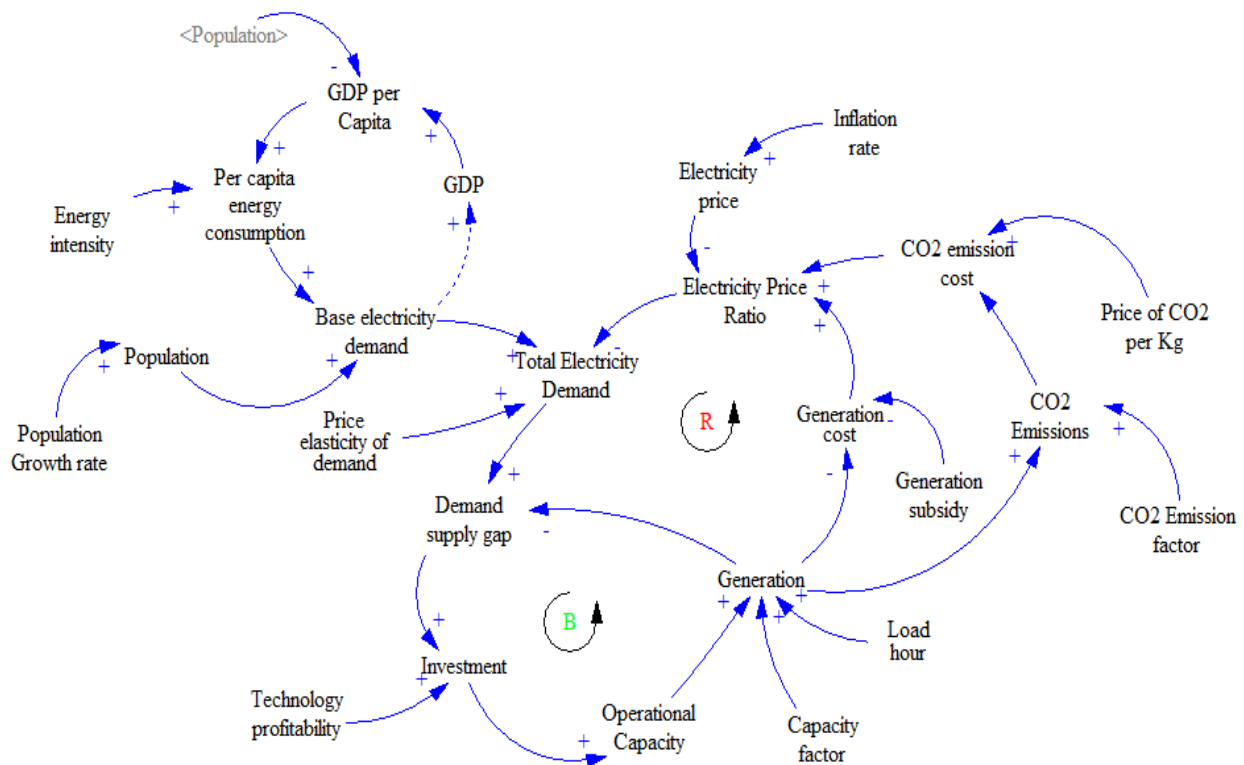 <Population>
GDP per
Capita
Inflation
rate
Per capita
energy
consumption
GDP
Electricity
price
Energy
intensity
CO2 emission
cost
Electricity Price
Ratio
Price of CO2
per Kg
Base electricity
demand
Population
Total Electricity
Demand
Population
Growth rate
Price
elasticity of
demand
R
Generation
cost
CO2
Emissions
Generation
subsidy
Demand
supply gap
CO2 Emission
factor
Generation
B
Load
hour
Investment
Technology
profitability
Operational
Capacity
Capacity
factor